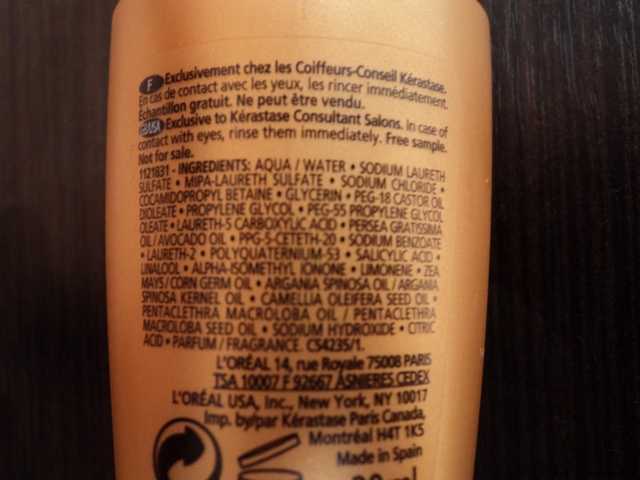 F Exclusivement chez les Coiffeurs-Conseil Kérastase.
En cas de contact avec les yeux, les rincer immédiatement.
Échantillon gratuit. Ne peut être vendu.
Exclusive to Kérastase Consultant Salons. In case of
contact with eyes, rinse them immediately. Free sample.
Not for sale.
1121831 - INGREDIENTS: AQUA / WATER • SODIUM LAURETH
SULFATE • MIPA-LAURETH SULFATE • SODIUM CHLORIDE •
COCAMIDOPROPYL BETAINE • GLYCERIN • PEG-18 CASTOR OIL
DIOLEATE • PROPYLENE GLYCOL • PEG-55 PROPYLENE GLYCOL
OLEATE • LAURETH-5 CARBOXYLIC ACID • PERSEA GRATISSIMA
OIL / AVOCADO OIL • PPG-5-CETETH-20 • SODIUM BENZOATE
• LAURETH-2 • POLYQUATERNIUM-53 • SALICYLIC ACID •
LINALOOL • ALPHA-ISOMETHYL IONONE • LIMONENE • ZEA
MAYS / CORN GERM OIL • ARGANIA SPINOSA OIL / ARGANIA
SPINOSA KERNEL OIL • CAMELLIA OLEIFERA SEED OIL •
PENTACLETHRA MACROLOBA OIL / PENTACLETHRA
MACROLOBA SEED OIL • SODIUM HYDROXIDE • CITRIC
ACID • PARFUM / FRAGRANCE. C54235/1.
L'ORÉAL 14, rue Royale 75008 PARIS
TSA 10007 F 92667 ASNIERES CEDEX
L'ORÉAL USA, Inc., New York, NY 10017
Imp. by/par Kérastase Paris Canada,
Montréal H4T 1K5
Made in Spain
ml